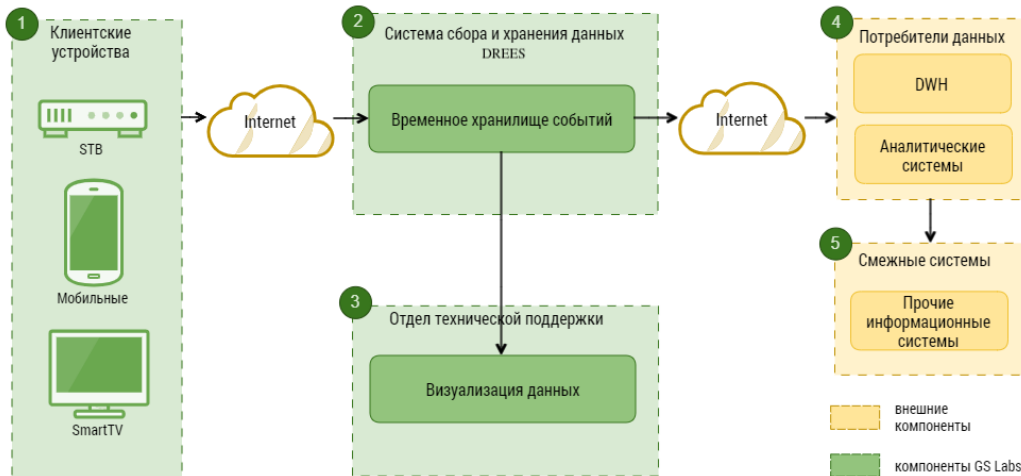 1
Клиентские
устройства
STB
Мобильные
SmartTV
Internet
2
Система сбора и хранения данных
DREES
Временное хранилище событий
3
Отдел технической поддержки
Визуализация данных
Internet
4
Потребители данных
DWH
Аналитические
системы
5
Смежные системы
Прочие
информационные
системы
внешние
компоненты
компоненты GS Labs